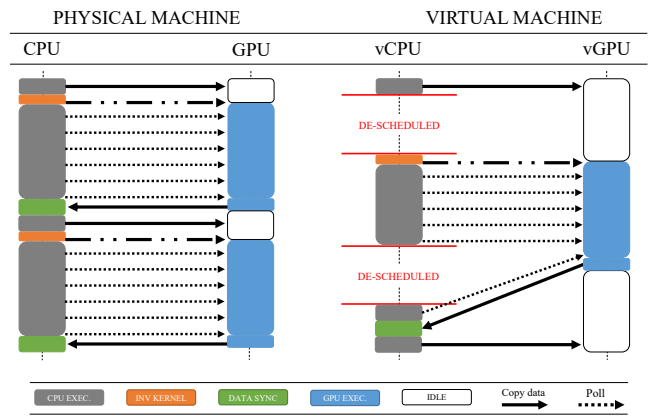 PHYSICAL MACHINE VIRTUAL MACHINE
CPU GPU vCPU vGPU
DE-SCHEDULED
DE-SCHEDULED
CPU EXEC. INV KERNEL DATA SYNC GPU EXEC. IDLE Copy data Poll